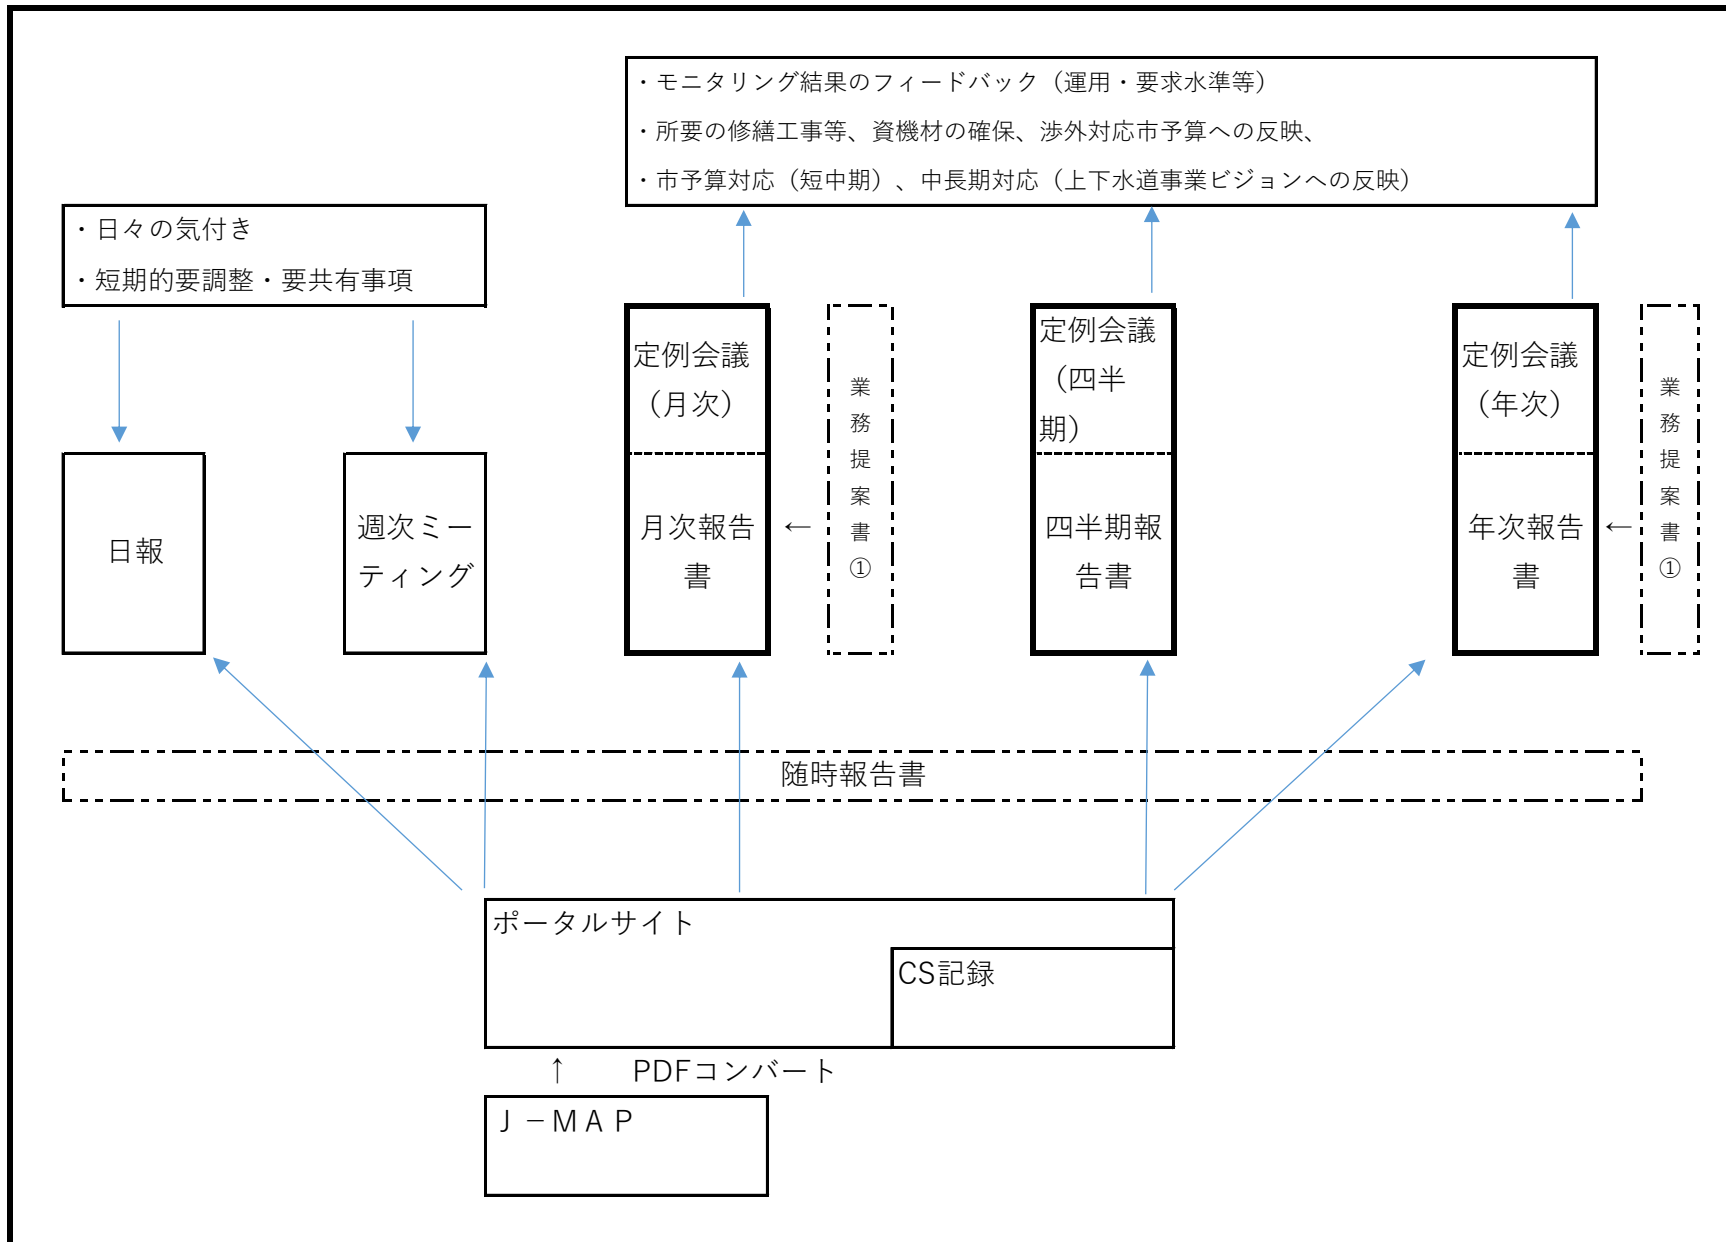 ・モニタリング結果のフィードバック（運用・要求水準等）
・所要の修繕工事等、資機材の確保、渉外対応市予算への反映、
・市予算対応（短中期）、中長期対応（上下水道事業ビジョンへの反映）
・日々の気付き
・短期的要調整・要共有事項
日報
週次ミー
ティング
定例会議
（月次）
月次報告
書
←
業務提案書①
定例会議
（四半
期）
四半期報
告書
定例会議
（年次）
年次報告
書
←
業務提案書①
随時報告書
ポータルサイト
CS記録
↑　　PDFコンバート
Ｊ－ＭＡＰ